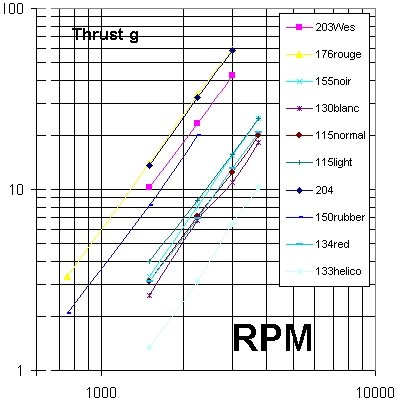 100
Thrust g
203Wes
176rouge
155noir
130blanc
115normal
115light
204
150rubber
134red
133helico
10
RPM
1
1000
10000